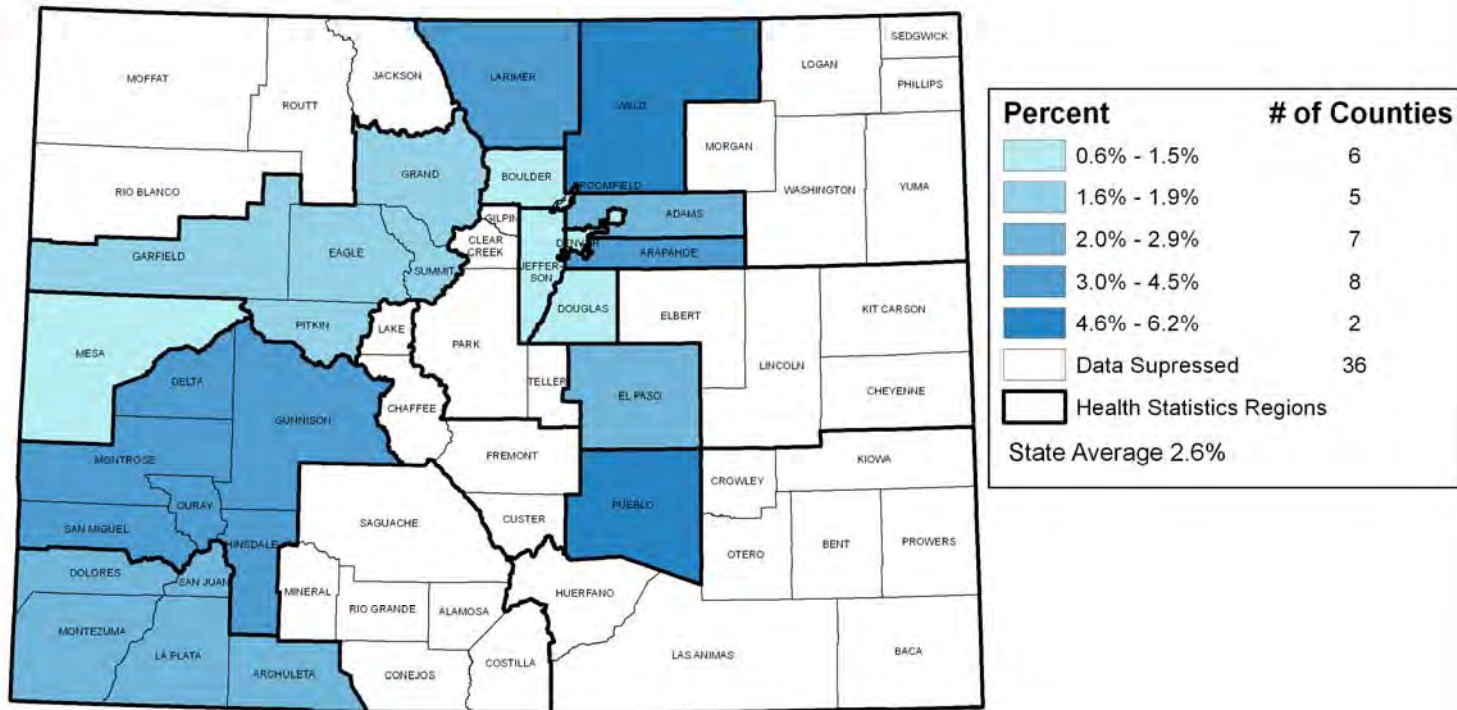 SEDGWICK
LARIMER
LOGAN
MOFFAT
JACKSON
PHILLIPS
ROUTT
WELD
MORGAN
GRAND
BOULDER
RIO BLANCO
WASHINGTON
YUMA
BROOMFIELD
GILPIN
ADAMS
CLEAR
CREEK
DENVER
GARFIELD
EAGLE
ARAPAHOE
SUMMIT
JEFFER-
SON
DOUGLAS
ELBERT
KIT CARSON
PITKIN
LAKE
MESA
PARK
LINCOLN
DELTA
TELLER
CHEYENNE
EL PASO
CHAFFEE
GUNNISON
FREMONT
MONTROSE
KIOWA
CROWLEY
OURAY
PUEBLO
CUSTER
SAN MIGUEL
SAGUACHE
HINSDALE
OTERO
BENT
PROWERS
DOLORES
SAN JUAN
MINERAL
HUERFANO
RIO GRANDE
ALAMOSA
MONTEZUMA
LA PLATA
LAS ANIMAS
BACA
COSTILLA
ARCHULETA
CONEJOS
Percent # of Counties
0.6% - 1.5% 6
1.6% - 1.9% 5
2.0% - 2.9% 7
3.0% - 4.5% 8
4.6% - 6.2% 2
Data Supressed 36
Health Statistics Regions
State Average 2.6%